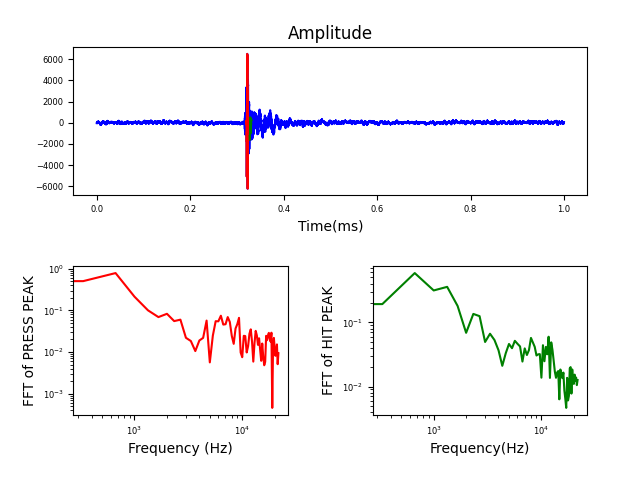 Amplitude
6000
4000
2000
0
−2000
−4000
−6000
0.0 0.2 0.4 0.6 0.8 1.0
Time(ms)
FFT of PRESS PEAK
10⁰
10⁻¹
10⁻²
10⁻³
10³ 10⁴
Frequency (Hz)
FFT of HIT PEAK
10⁻¹
10⁻²
10³ 10⁴
Frequency(Hz)